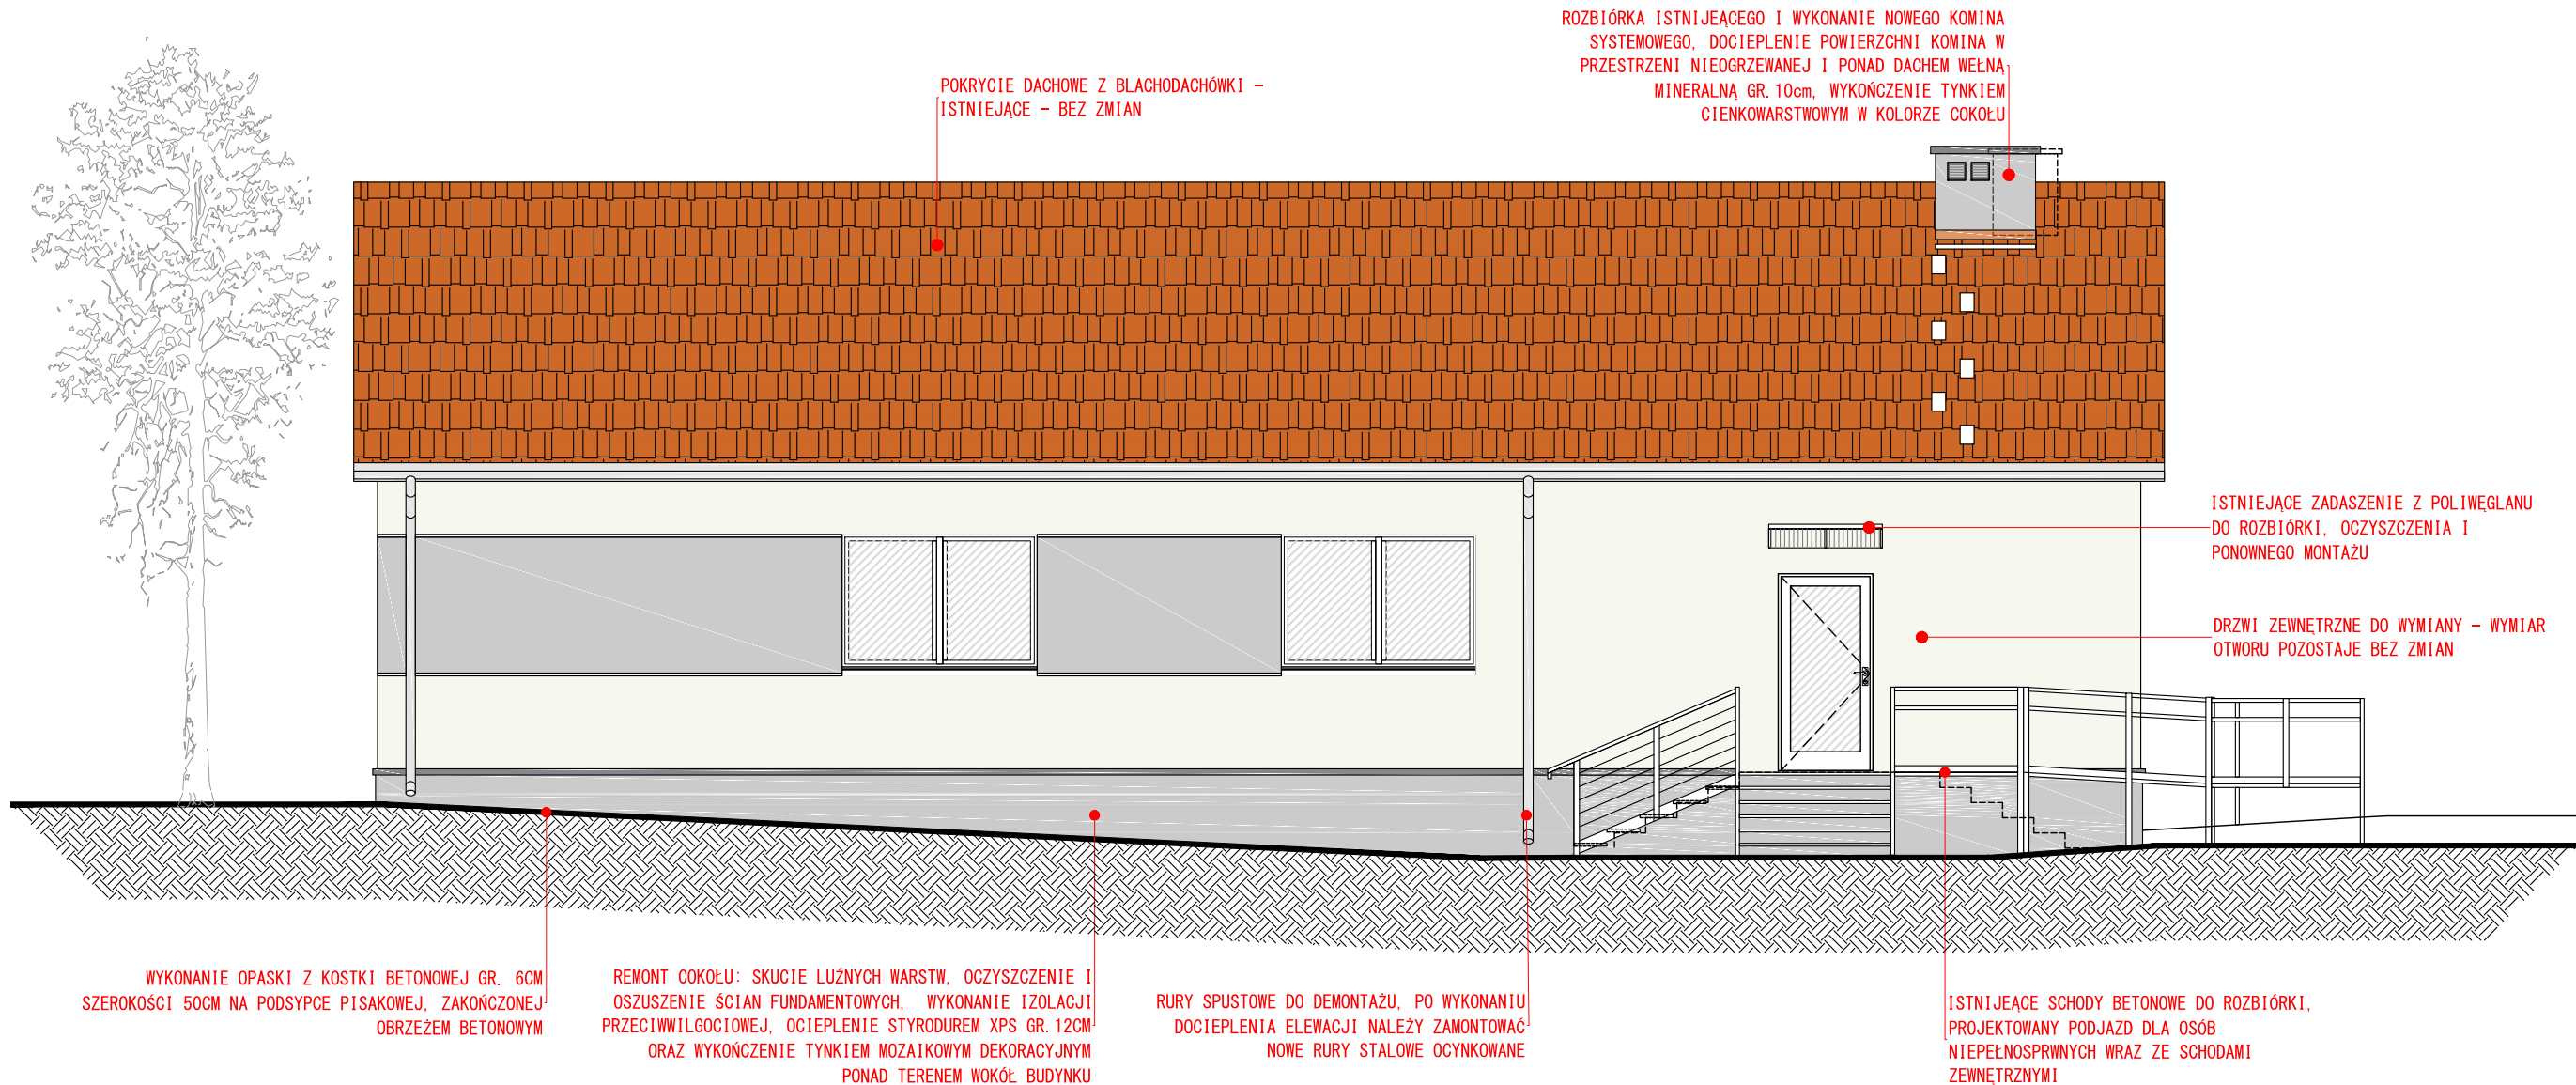 ROZBIÓRKA ISTNIJEĄCEGO I WYKONANIE NOWEGO KOMINA
SYSTEMOWEGO, DOCIEPLENIE POWIERZCHNI KOMINA W
PRZESTRZENI NIEOGRZEWANEJ I PONAD DACHEM WEŁNĄ
MINERALNĄ GR.10cm, WYKOŃCZENIE TYNKIEM
CIENKOWARSTWOWYM W KOLORZE COKOŁU
POKRYCIE DACHOWE Z BLACHODACHÓWKI -
ISTNIEJĄCE - BEZ ZMIAN
ISTNIEJĄCE ZADASZENIE Z POLIWĘGLANU
DO ROZBIÓRKI, OCZYSZCZENIA I
PONOWNEGO MONTAŻU
DRZWI ZEWNĘTRZNE DO WYMIANY - WYMIAR
OTWORU POZOSTAJE BEZ ZMIAN
WYKONANIE OPASKI Z KOSTKI BETONOWEJ GR. 6CM
SZEROKOŚCI 50CM NA PODSYPCE PISAKOWEJ, ZAKOŃCZONEJ
OBRZEŻEM BETONOWYM
REMONT COKOŁU: SKUCIE LUŹNYCH WARSTW, OCZYSZCZENIE I
OSZUSZENIE ŚCIAN FUNDAMENTOWYCH, WYKONANIE IZOLACJI
PRZECIWWILGOCIOWEJ, OCIEPLENIE STYRODUREM XPS GR.12CM
ORAZ WYKOŃCZENIE TYNKIEM MOZAIKOWYM DEKORACYJNYM
PONAD TERENEM WOKÓŁ BUDYNKU
RURY SPUSTOWE DO DEMONTAŻU, PO WYKONANIU
DOCIEPLENIA ELEWACJI NALEŻY ZAMONTOWAĆ
NOWE RURY STALOWE OCYNKOWANE
ISTNIJEĄCE SCHODY BETONOWE DO ROZBIÓRKI,
PROJEKTOWANY PODJAZD DLA OSÓB
NIEPEŁNOSPRWNYCH WRAZ ZE SCHODAMI
ZEWNĘTRZNYMI